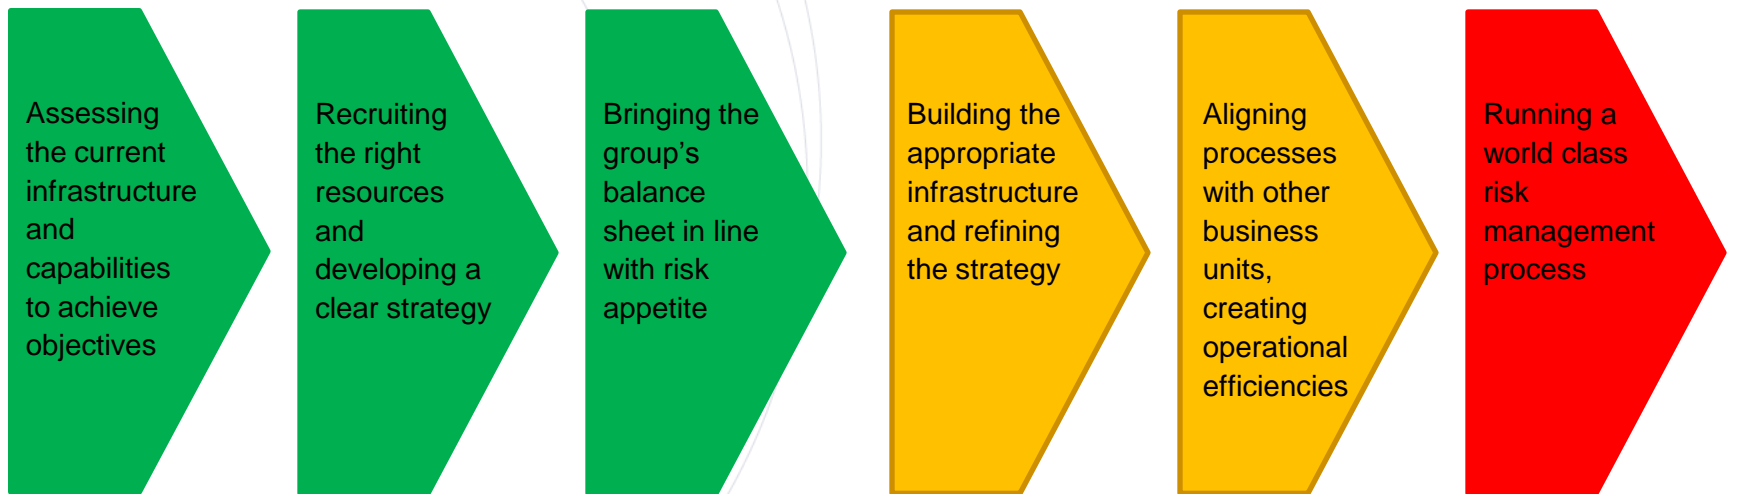 Assessing
the current
infrastructure
and
capabilities
to achieve
objectives
Recruiting
the right
resources
and
developing a
clear strategy
Bringing the
group’s
balance
sheet in line
with risk
appetite
Building the
appropriate
infrastructure
and refining
the strategy
Aligning
processes
with other
business
units,
creating
operational
efficiencies
Running a
world class
risk
management
process